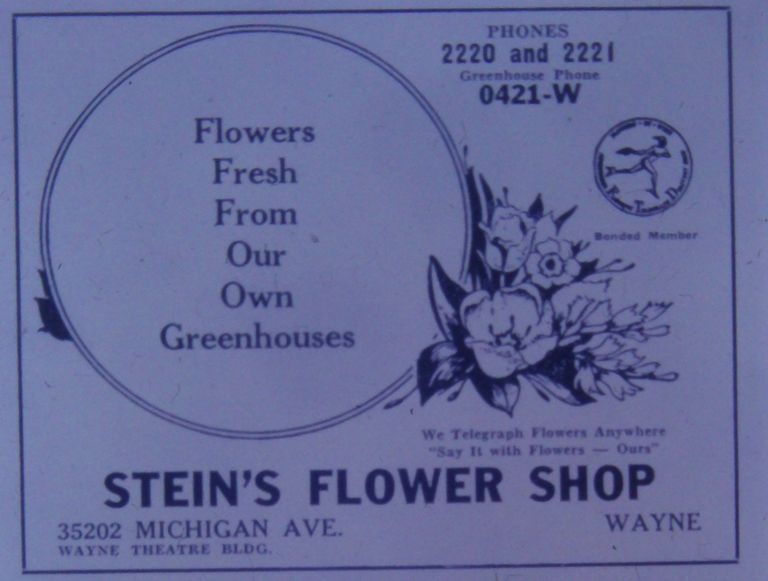 PHONES
2220 and 2221
Greenhouse Phone
0421-W
Flowers
Fresh
From
Our
Own
Greenhouses
Bonded Member
We Telegraph Flowers Anywhere
"Say It with Flowers — Ours"
STEIN'S FLOWER SHOP
35202 MICHIGAN AVE.
WAYNE
WAYNE THEATRE BLDG.